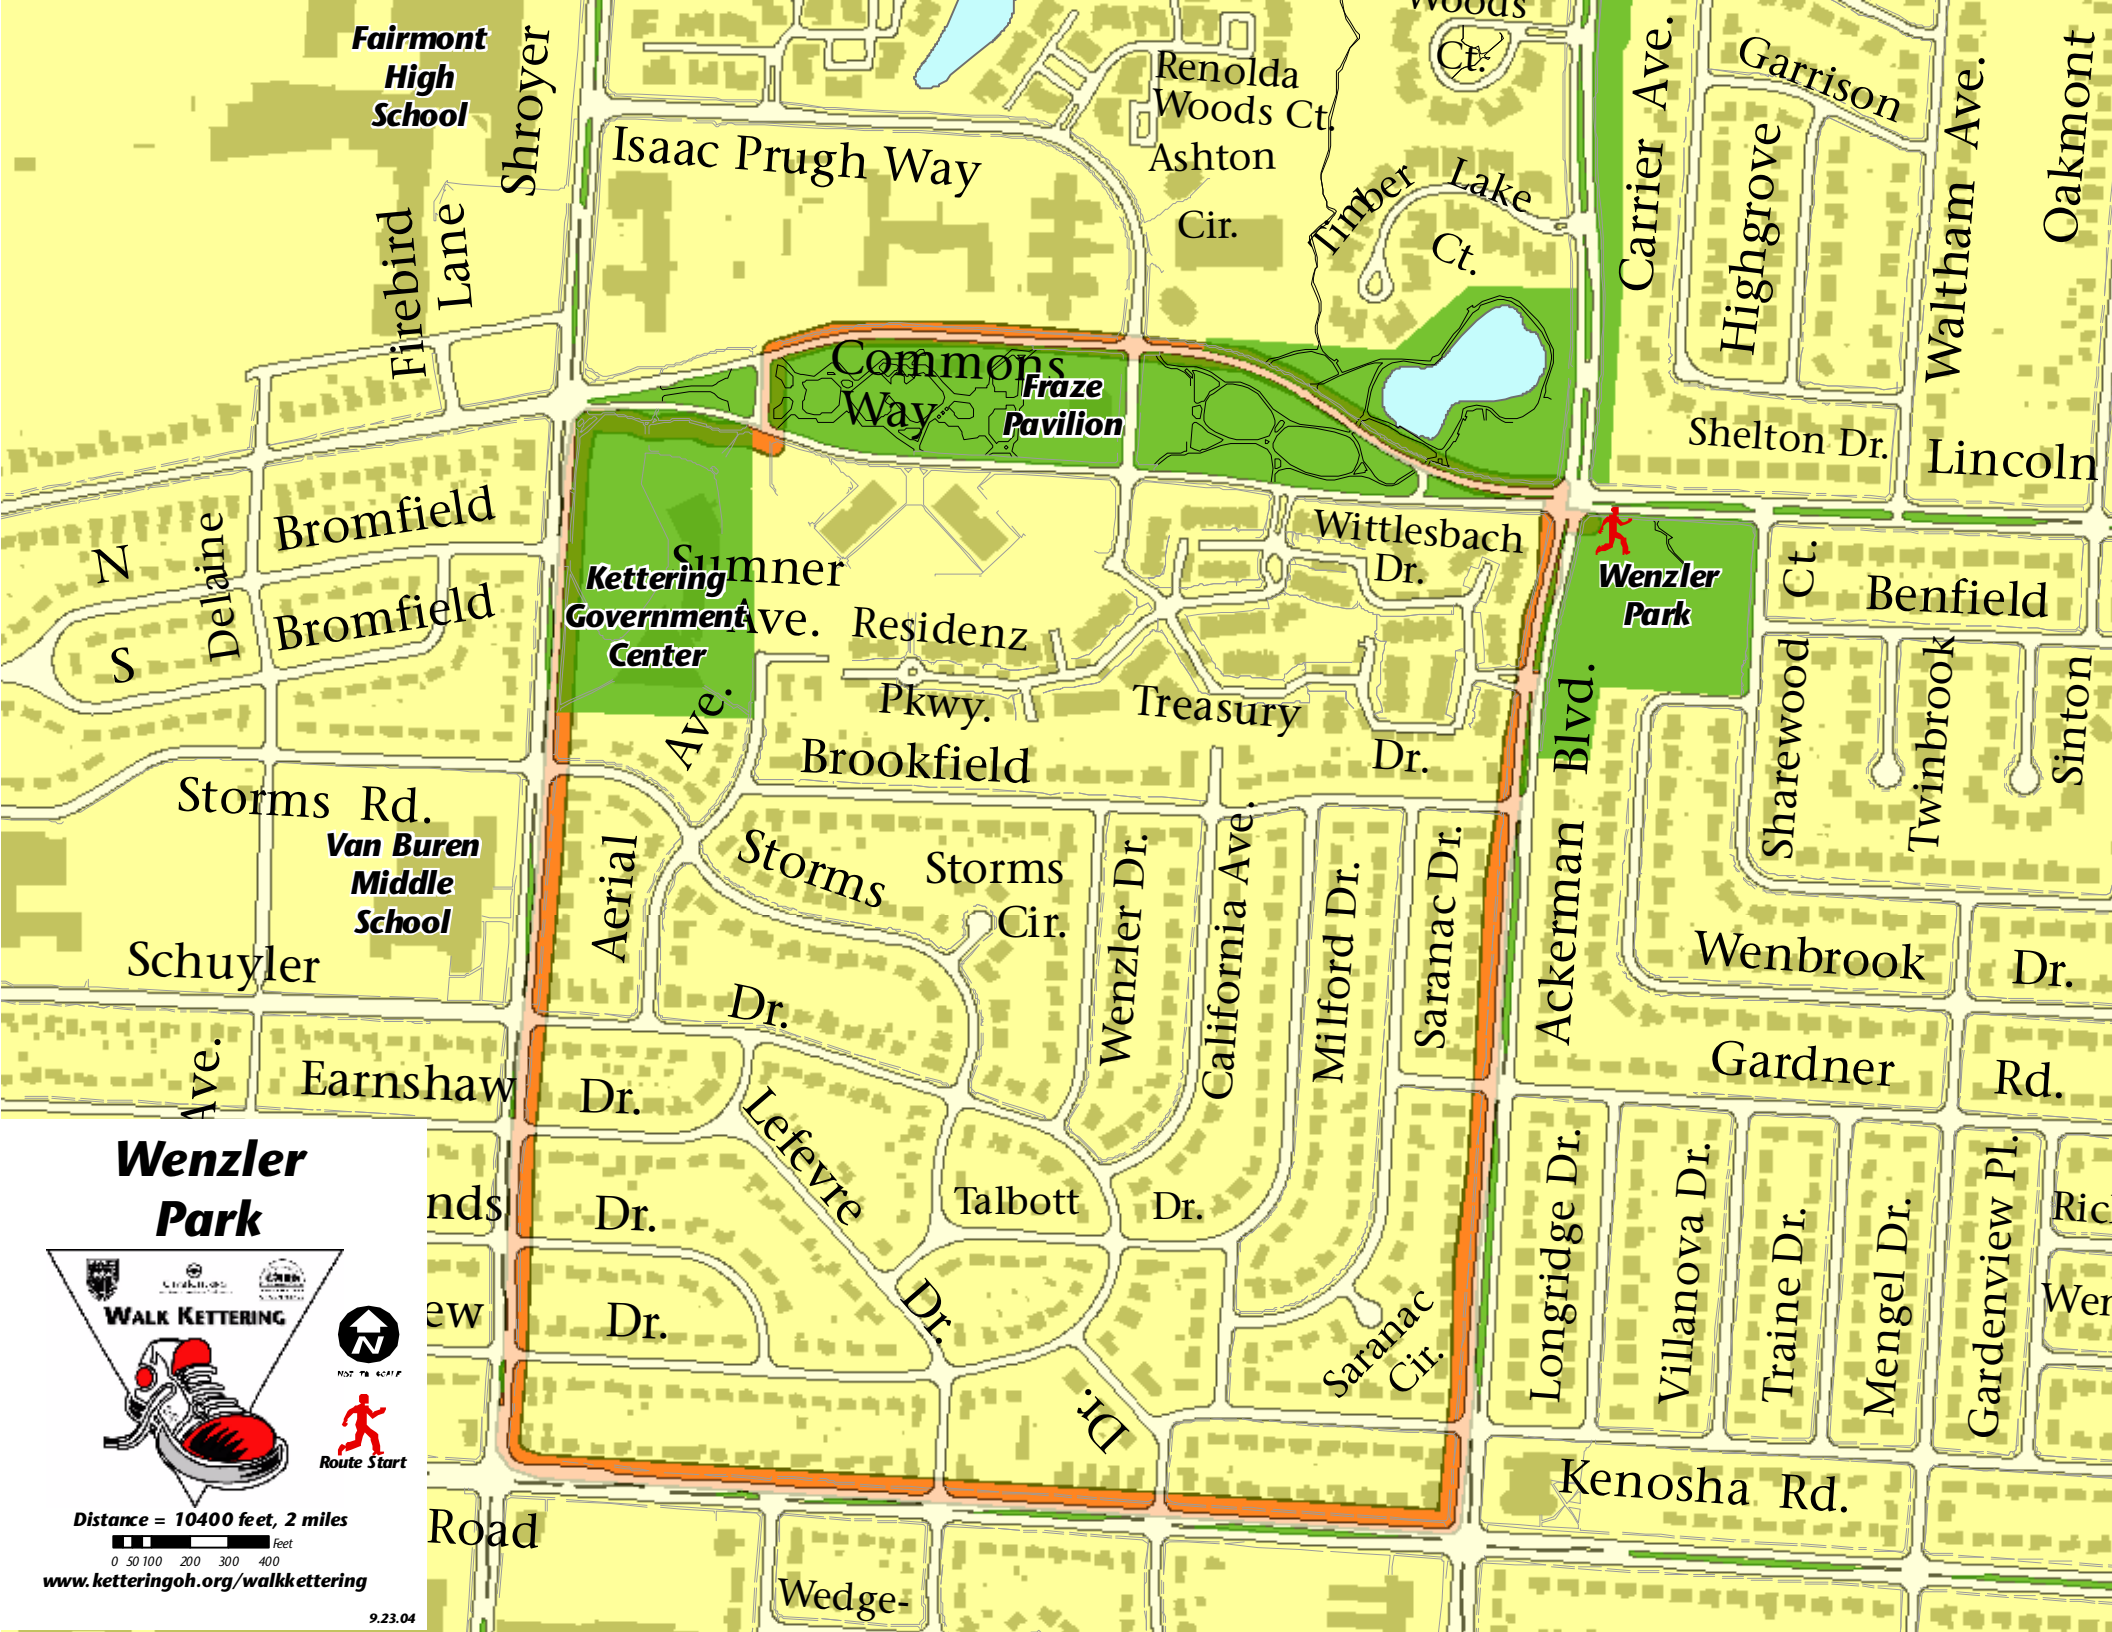 Fairmont
High
School
Shroyer
Firebird
Lane
Isaac Prugh Way
Renolda
Woods Ct.
Ashton
Cir.
Woods
Ct.
Timber Lake
Ct.
Carrier Ave.
Garrison
Highgrove
Waltham Ave.
Oakmont
Shelton Dr.
Lincoln
Commons
Way
Fraze
Pavilion
N
Bromfield
Delaine
S
Bromfield
Sumner
Ave.
Kettering
Government
Center
Residenz
Pkwy.
Wittlesbach
Dr.
Treasury
Dr.
Wenzler
Park
Ct.
Benfield
Sharewood
Twinbrook
Sinton
Ackerman Blvd.
Storms Rd.
Van Buren
Middle
School
Schuyler
Ave.
Brookfield
Aerial
Ave.
Storms
Dr.
Storms
Cir.
Wenzler Dr.
California Ave.
Milford Dr.
Saranac Dr.
Wenbrook Dr.
Gardner Rd.
Earnshaw Dr.
Lefevre
Dr.
Talbott Dr.
nds Dr.
ew Dr.
Dr.
Saranac
Cir.
Longridge Dr.
Villanova Dr.
Traine Dr.
Mengel Dr.
Gardenview Pl.
Ric
Wer
Kenosha Rd.
Road
Wedge-
Wenzler
Park
WALK KETTERING
N
NOT TO SCALE
Route Start
Distance = 10400 feet, 2 miles
Feet
0 50 100 200 300 400
www.ketteringoh.org/walkkettering
9.23.04